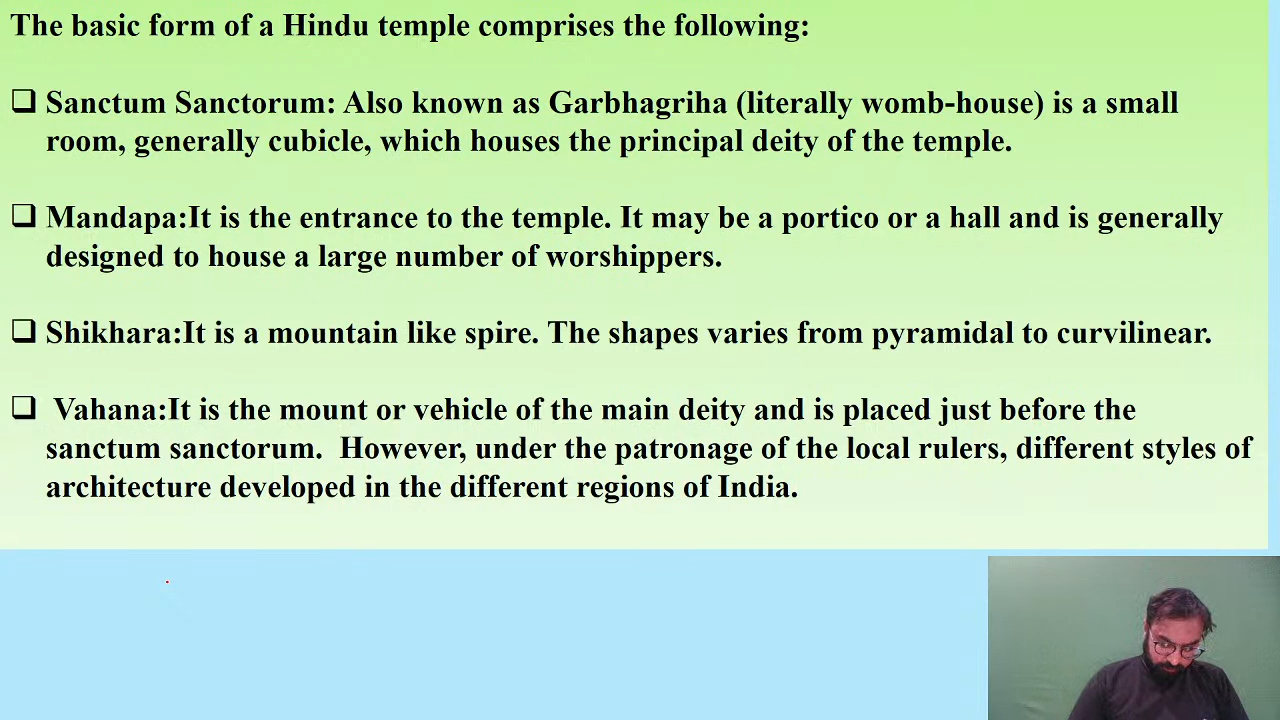 The basic form of a Hindu temple comprises the following:
❑ Sanctum Sanctorum: Also known as Garbhagriha (literally womb-house) is a small
room, generally cubicle, which houses the principal deity of the temple.
❑ Mandapa:It is the entrance to the temple. It may be a portico or a hall and is generally
designed to house a large number of worshippers.
❑ Shikhara:It is a mountain like spire. The shapes varies from pyramidal to curvilinear.
❑ Vahana:It is the mount or vehicle of the main deity and is placed just before the
sanctum sanctorum. However, under the patronage of the local rulers, different styles of
architecture developed in the different regions of India.